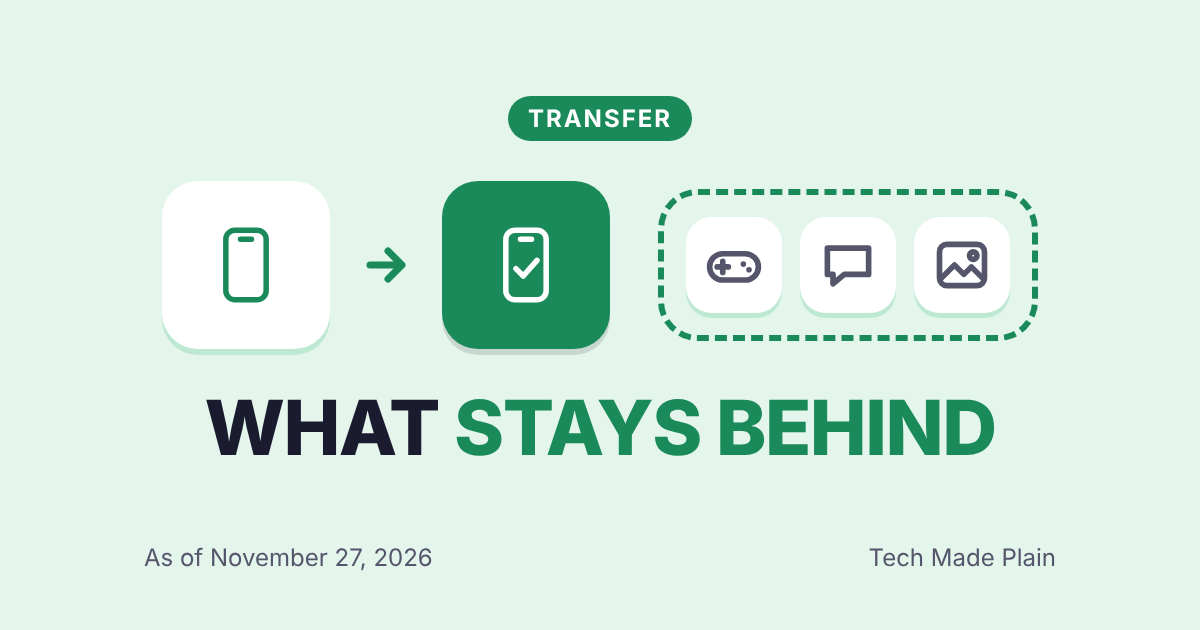 TRANSFER
WHAT STAYS BEHIND
As of November 27, 2026
Tech Made Plain